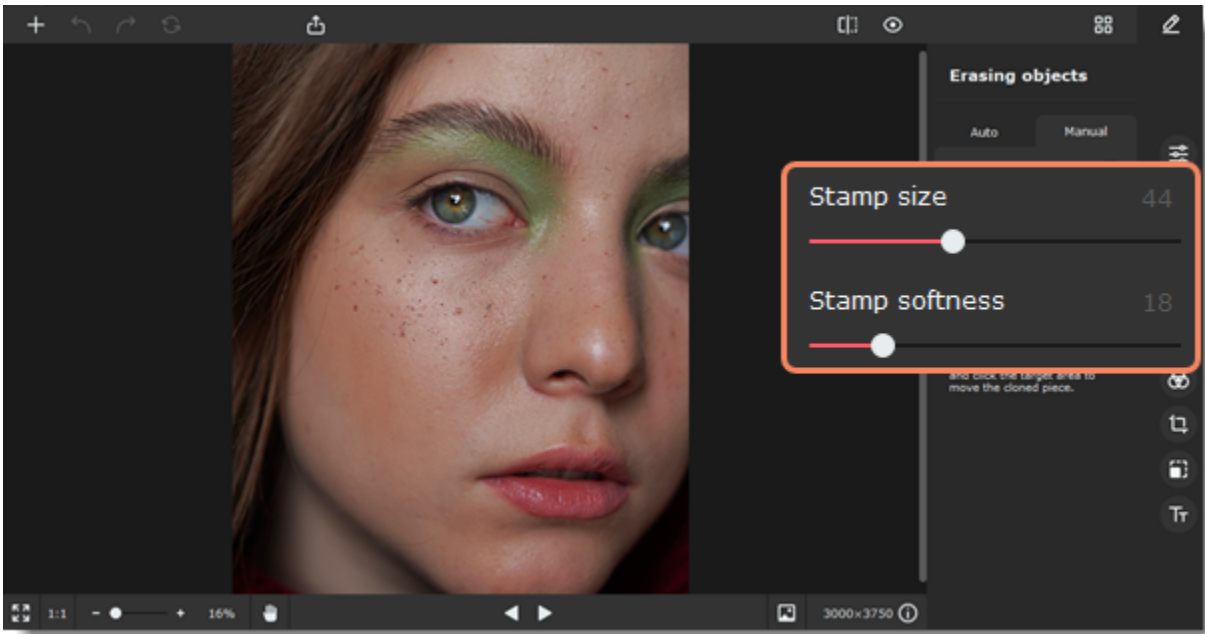 Erasing objects
Auto Manual
Stamp size 44
Stamp softness 18
and click the target area to
move the cloned piece.
Tт
1:1 - + 16% 3000×3750